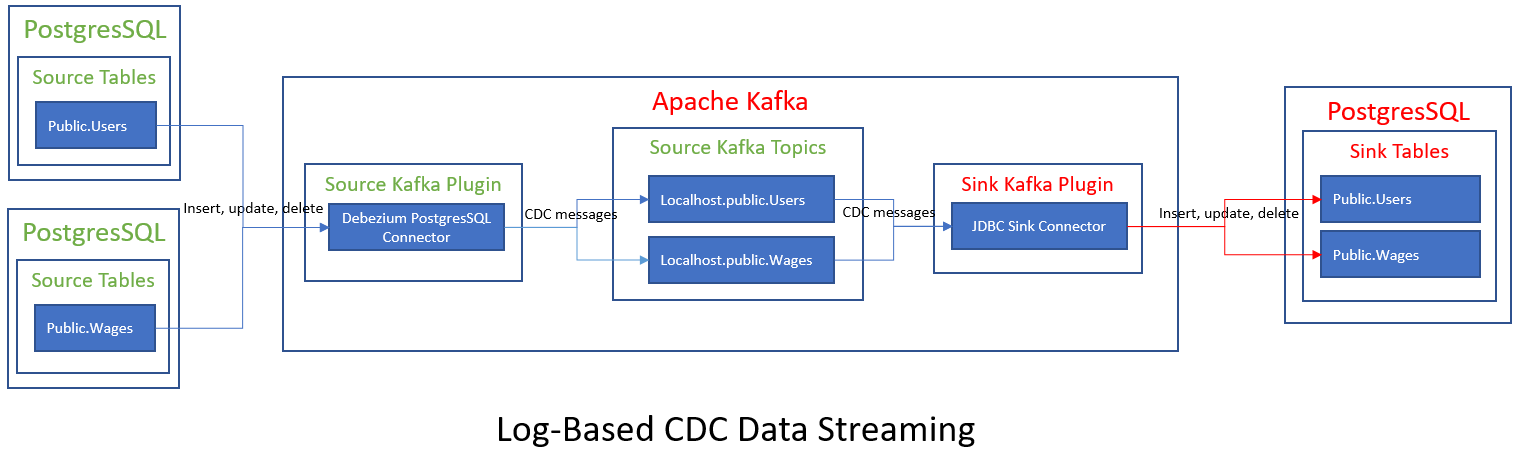 PostgresSQL
Source Tables
Public.Users
PostgresSQL
Source Tables
Public.Wages
Insert, update, delete
Apache Kafka
Source Kafka Plugin
Debezium PostgresSQL
Connector
CDC messages
Source Kafka Topics
Localhost.public.Users
Localhost.public.Wages
CDC messages
Sink Kafka Plugin
JDBC Sink Connector
Insert, update, delete
PostgresSQL
Sink Tables
Public.Users
Public.Wages
Log-Based CDC Data Streaming